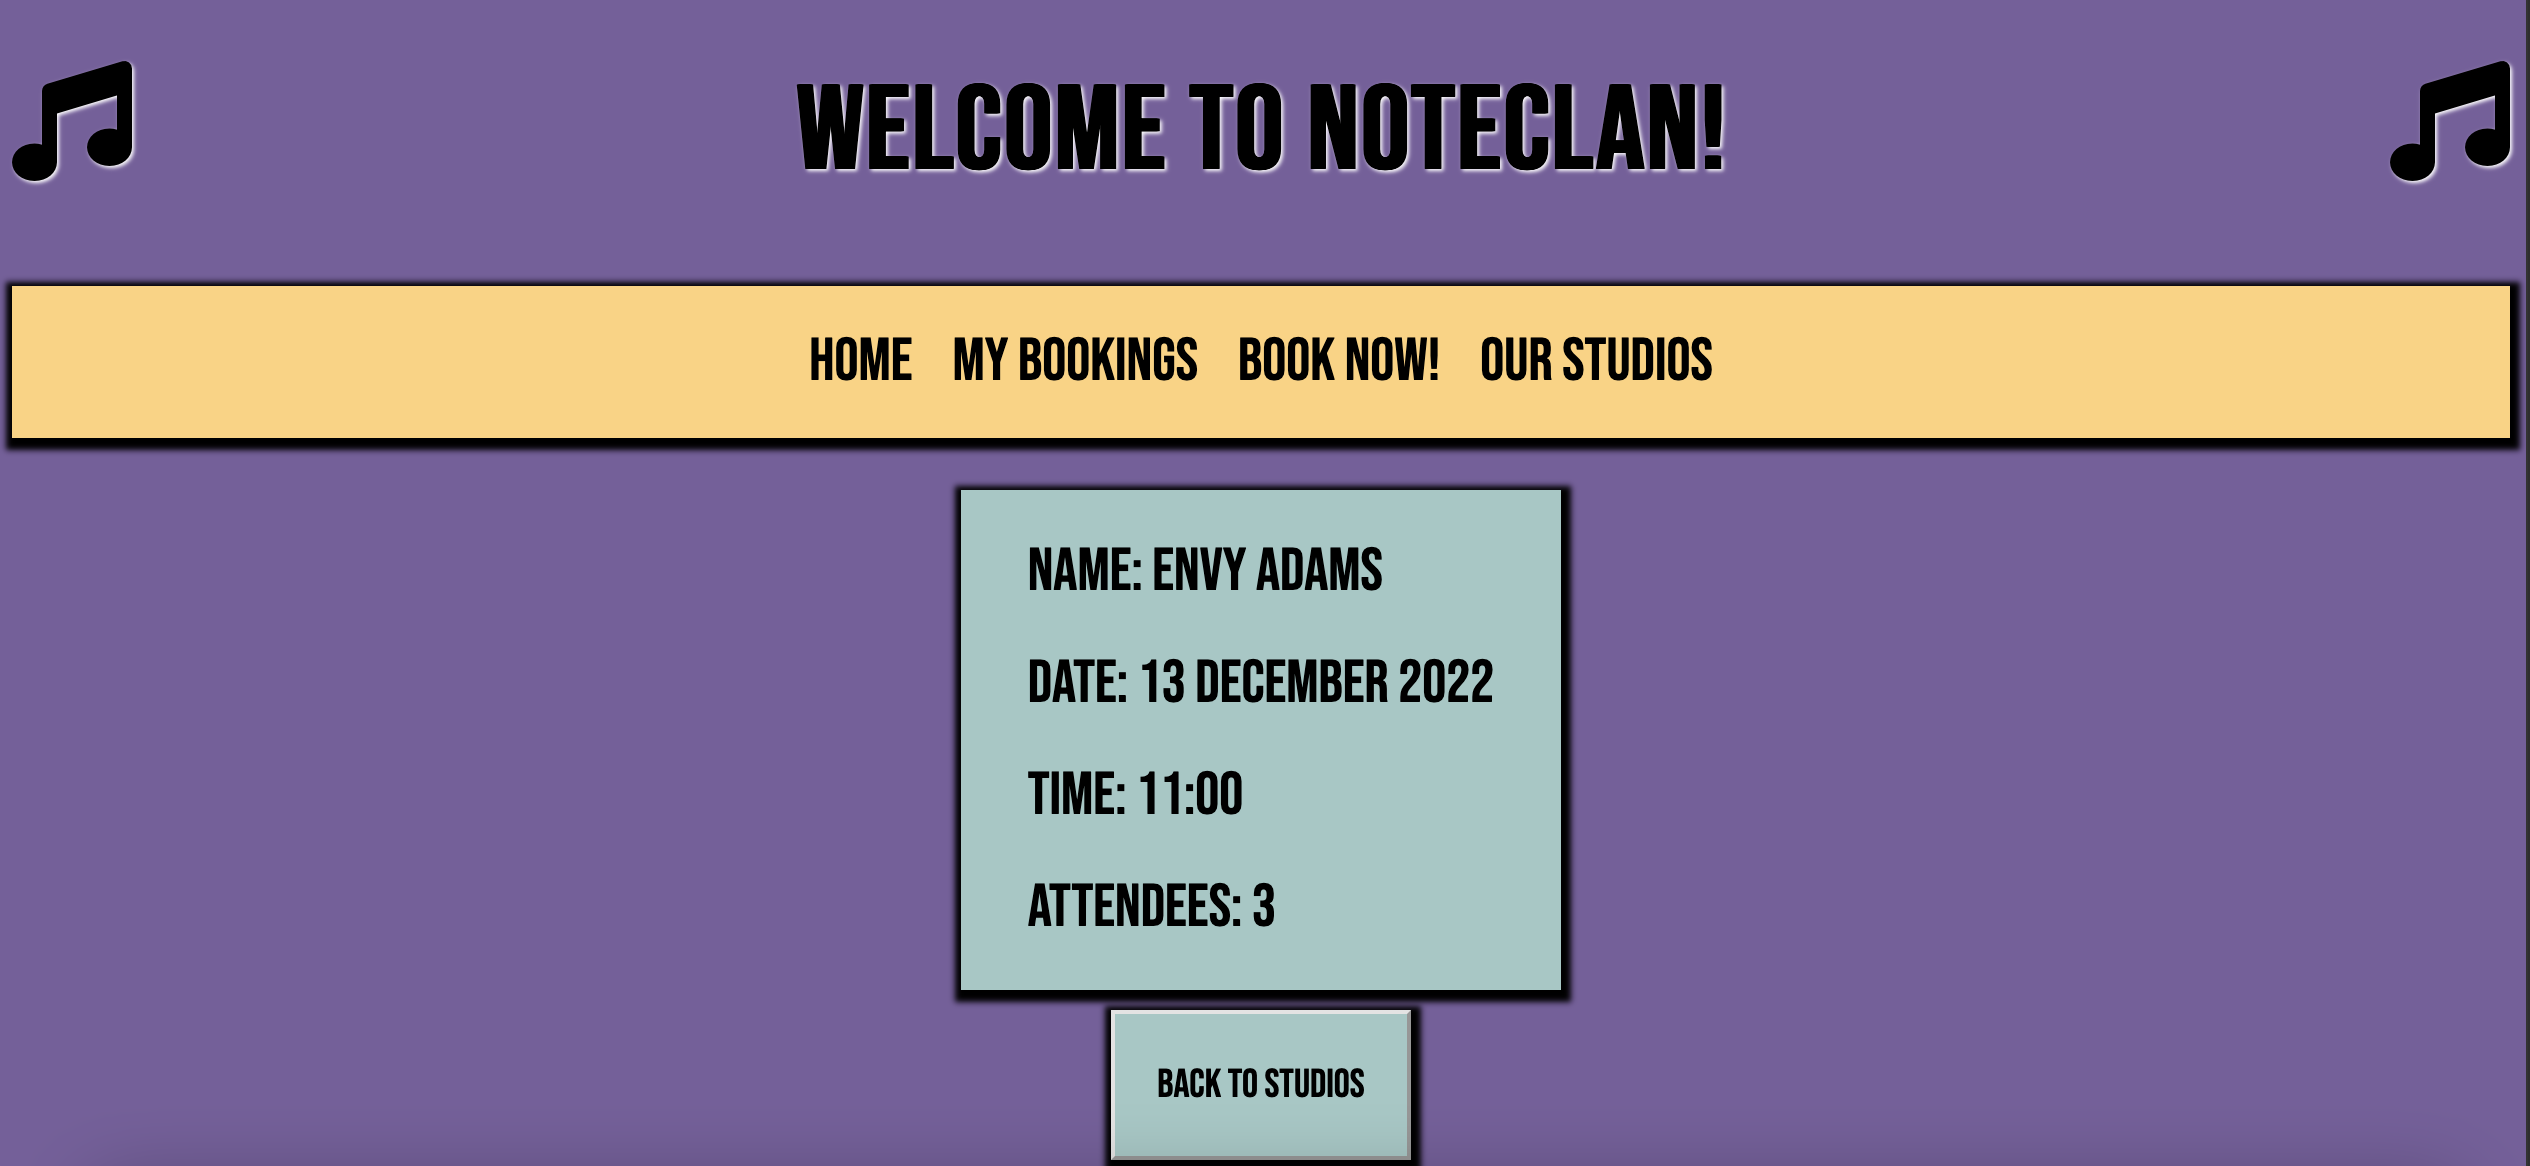 WELCOME TO NOTECLAN!
HOME MY BOOKINGS BOOK NOW! OUR STUDIOS
NAME: ENVY ADAMS
DATE: 13 DECEMBER 2022
TIME: 11:00
ATTENDEES: 3
BACK TO STUDIOS